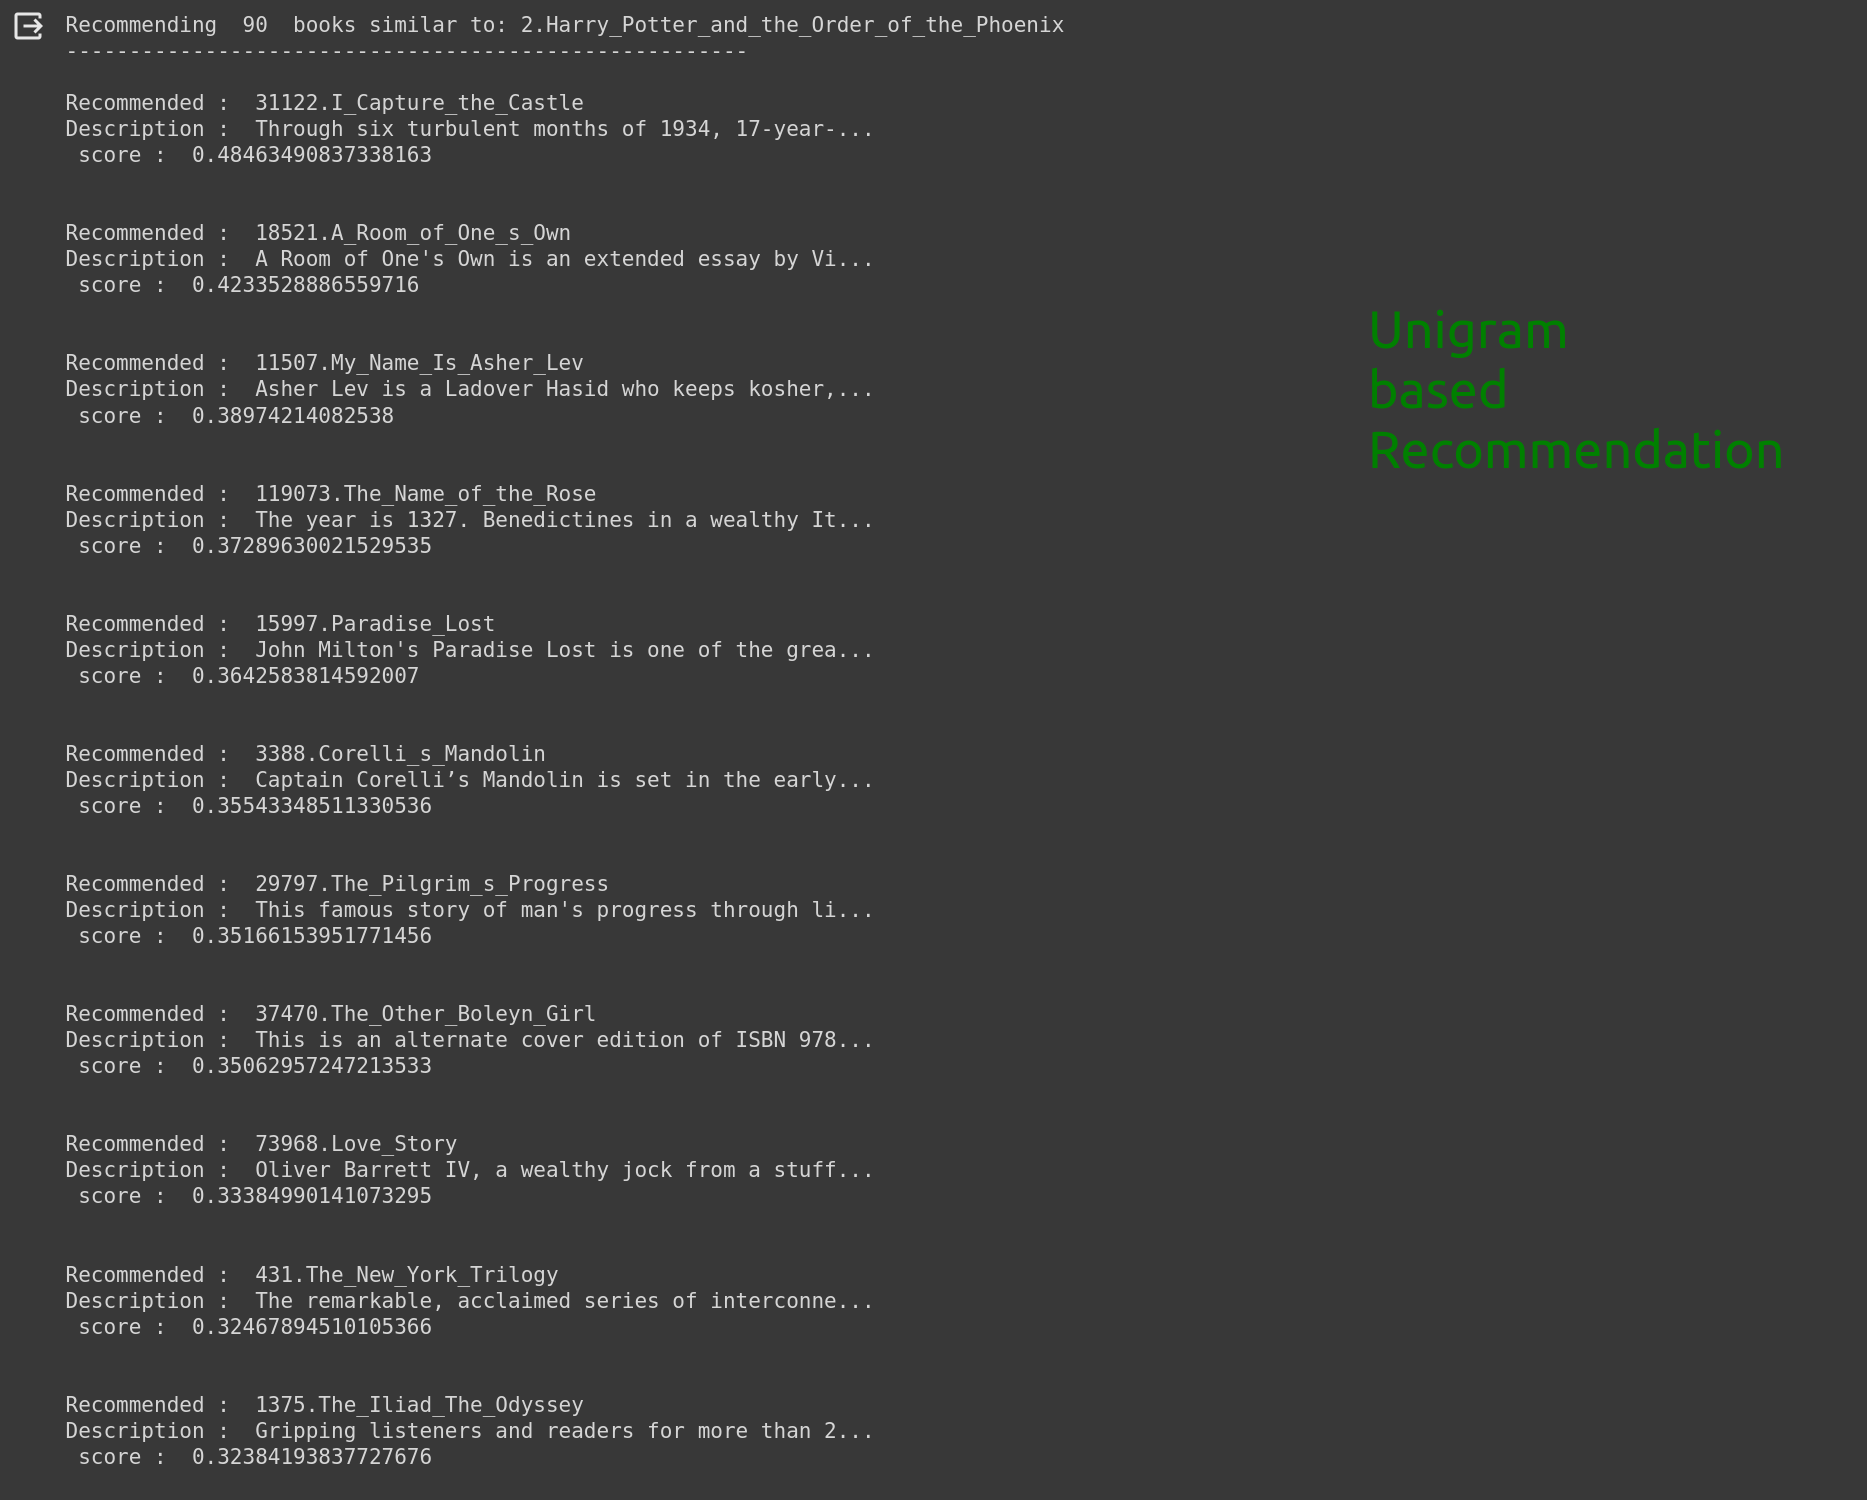 Recommending  90  books similar to: 2.Harry_Potter_and_the_Order_of_the_Phoenix
------------------------------------------------------
Recommended :  31122.I_Capture_the_Castle
Description :  Through six turbulent months of 1934, 17-year-...
score :  0.48463490837338163
Recommended :  18521.A_Room_of_One_s_Own
Description :  A Room of One's Own is an extended essay by Vi...
score :  0.4233528886559716
Recommended :  11507.My_Name_Is_Asher_Lev
Description :  Asher Lev is a Ladover Hasid who keeps kosher,...
score :  0.38974214082538
Recommended :  119073.The_Name_of_the_Rose
Description :  The year is 1327. Benedictines in a wealthy It...
score :  0.37289630021529535
Recommended :  15997.Paradise_Lost
Description :  John Milton's Paradise Lost is one of the grea...
score :  0.3642583814592007
Recommended :  3388.Corelli_s_Mandolin
Description :  Captain Corelli’s Mandolin is set in the early...
score :  0.35543348511330536
Recommended :  29797.The_Pilgrim_s_Progress
Description :  This famous story of man's progress through li...
score :  0.35166153951771456
Recommended :  37470.The_Other_Boleyn_Girl
Description :  This is an alternate cover edition of ISBN 978...
score :  0.35062957247213533
Recommended :  73968.Love_Story
Description :  Oliver Barrett IV, a wealthy jock from a stuff...
score :  0.33384990141073295
Recommended :  431.The_New_York_Trilogy
Description :  The remarkable, acclaimed series of interconne...
score :  0.32467894510105366
Recommended :  1375.The_Iliad_The_Odyssey
Description :  Gripping listeners and readers for more than 2...
score :  0.32384193837727676
Unigram
based
Recommendation